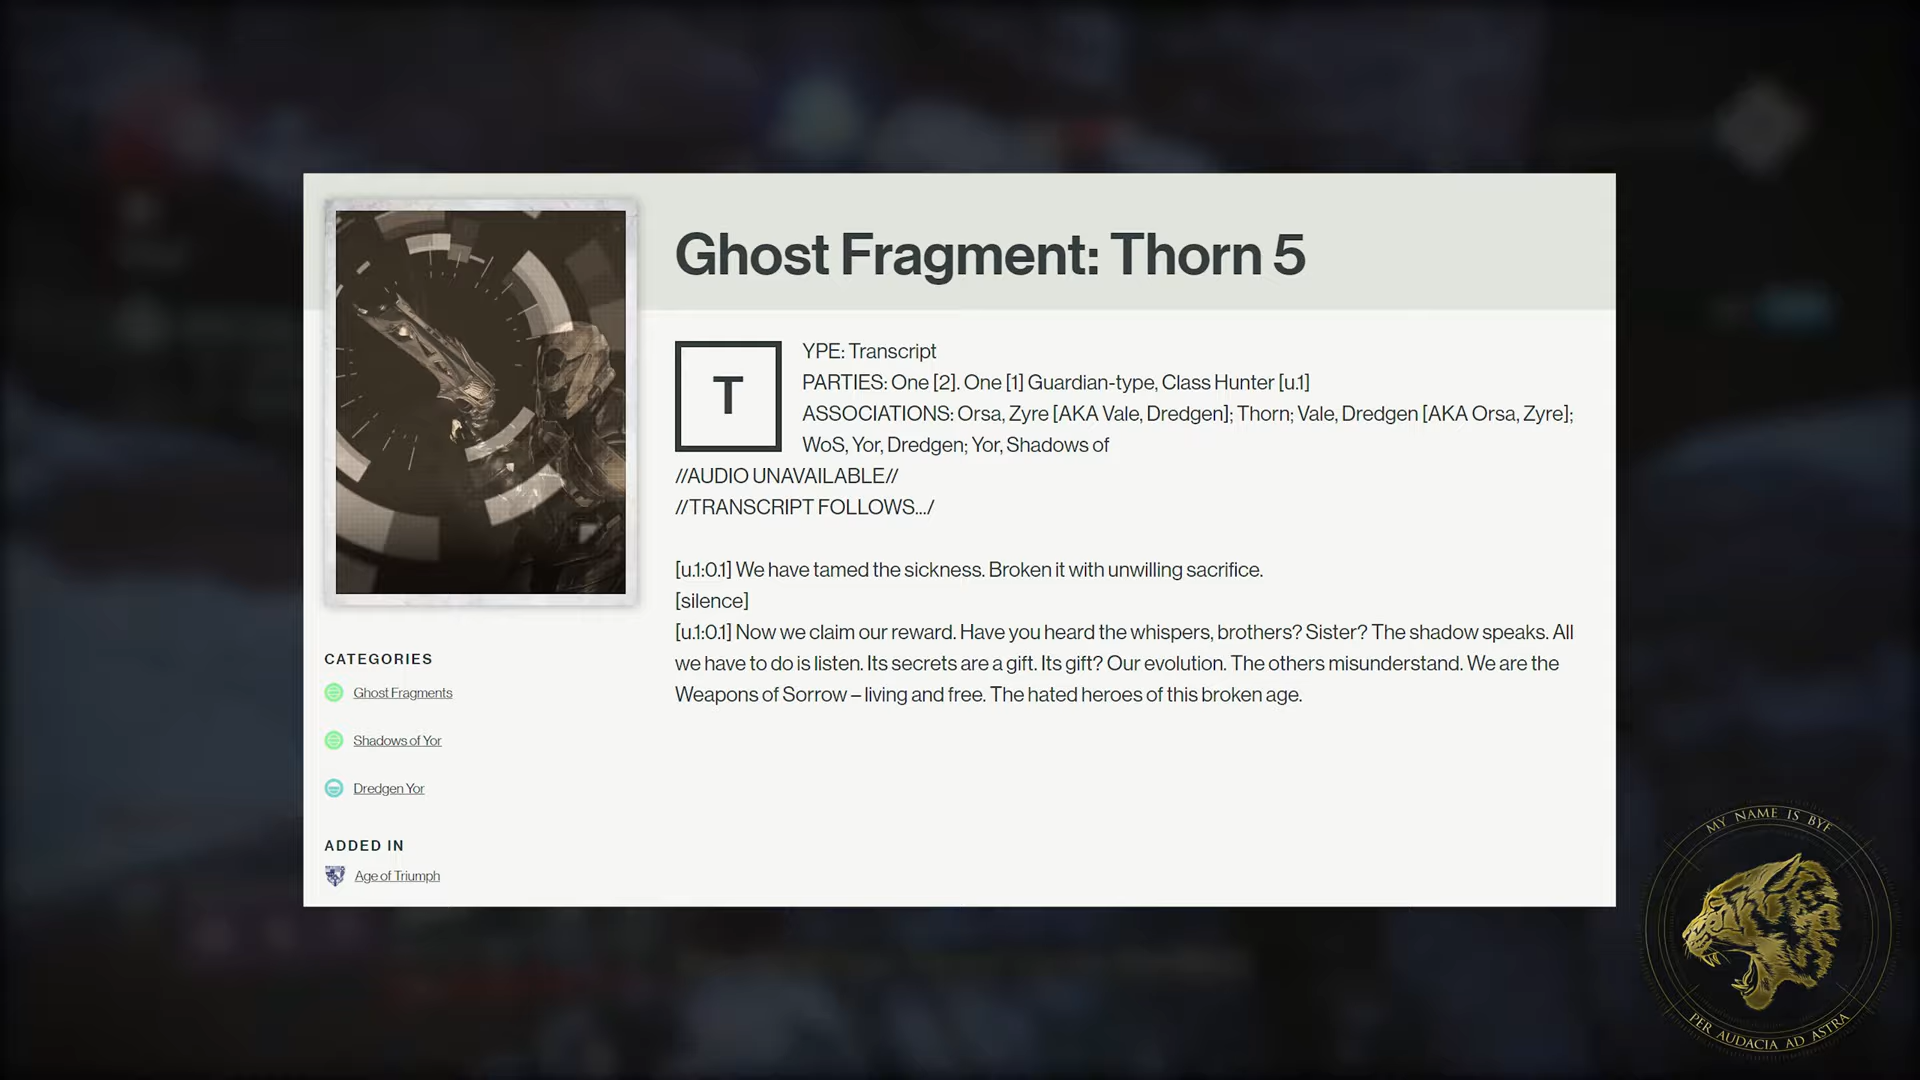 Ghost Fragment: Thorn 5
T
YPE: Transcript
PARTIES: One [2]. One [1] Guardian-type, Class Hunter [u.1]
ASSOCIATIONS: Orsa, Zyre [AKA Vale, Dredgen]; Thorn; Vale, Dredgen [AKA Orsa, Zyre];
WoS, Yor, Dredgen; Yor, Shadows of
//AUDIO UNAVAILABLE//
//TRANSCRIPT FOLLOWS.../
[u.1:0.1] We have tamed the sickness. Broken it with unwilling sacrifice.
[silence]
[u.1:0.1] Now we claim our reward. Have you heard the whispers, brothers? Sister? The shadow speaks. All
we have to do is listen. Its secrets are a gift. Its gift? Our evolution. The others misunderstand. We are the
Weapons of Sorrow – living and free. The hated heroes of this broken age.
CATEGORIES
Ghost Fragments
Shadows of Yor
Dredgen Yor
ADDED IN
Age of Triumph
MY NAME IS BYF
PER AUDACIA AD ASTRA